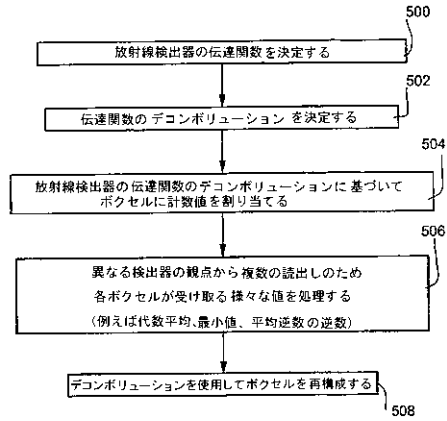 500
放射線検出器の伝達関数を決定する
502
伝達関数のデコンボリューションを決定する
504
放射線検出器の伝達関数のデコンボリューションに基づいて
ボクセルに計数値を割り当てる
506
異なる検出器の観点から複数の読出しのため
各ボクセルが受け取る様々な値を処理する
(例えば代数平均、最小値、平均逆数の逆数)
デコンボリューションを使用してボクセルを再構成する
508